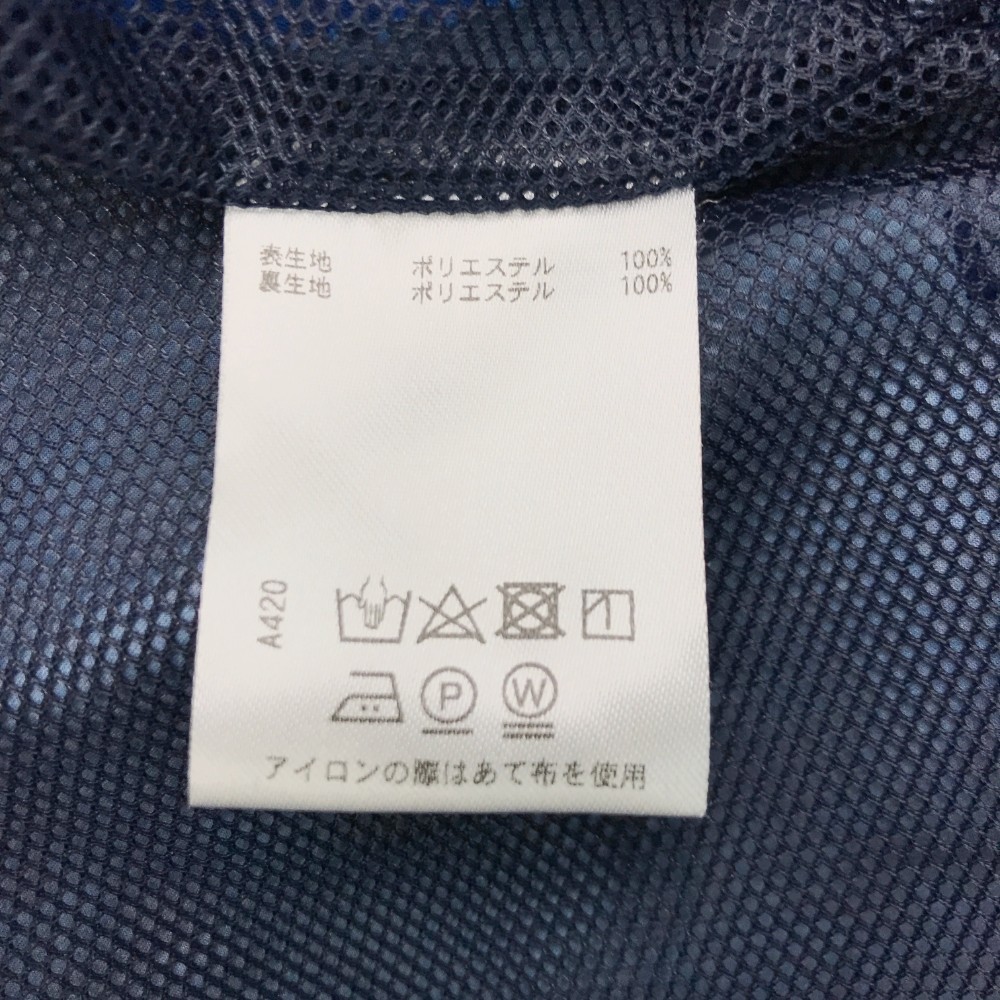 表生地 ポリエステル 100%
裏生地 ポリエステル 100%
A420
P W
アイロンの際はあて布を使用